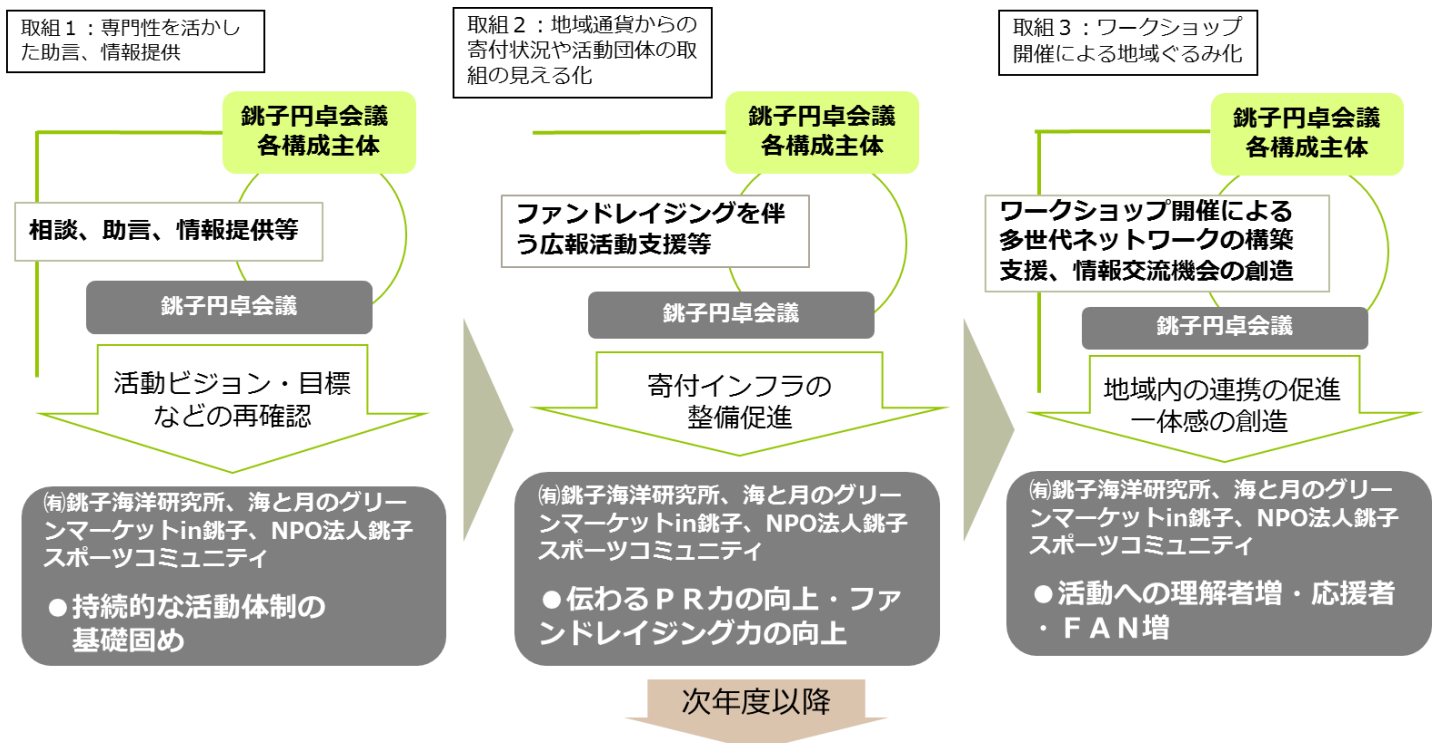 取組１：専門性を活かし
た助言、情報提供
銚子円卓会議
各構成主体
相談、助言、情報提供等
銚子円卓会議
活動ビジョン・目標
などの再確認
㈲銚子海洋研究所、海と月のグリー
ンマーケットin銚子、NPO法人銚子
スポーツコミュニティ
●持続的な活動体制の
基礎固め
取組２：地域通貨からの
寄付状況や活動団体の取
組の見える化
銚子円卓会議
各構成主体
ファンドレイジングを伴
う広報活動支援等
銚子円卓会議
寄付インフラの
整備促進
㈲銚子海洋研究所、海と月のグリー
ンマーケットin銚子、NPO法人銚子
スポーツコミュニティ
●伝わるＰＲ力の向上・ファ
ンドレイジング力の向上
取組３：ワークショップ
開催による地域ぐるみ化
銚子円卓会議
各構成主体
ワークショップ開催による
多世代ネットワークの構築
支援、情報交流機会の創造
銚子円卓会議
地域内の連携の促進
一体感の創造
㈲銚子海洋研究所、海と月のグリー
ンマーケットin銚子、NPO法人銚子
スポーツコミュニティ
●活動への理解者増・応援者
・ＦＡＮ増
次年度以降